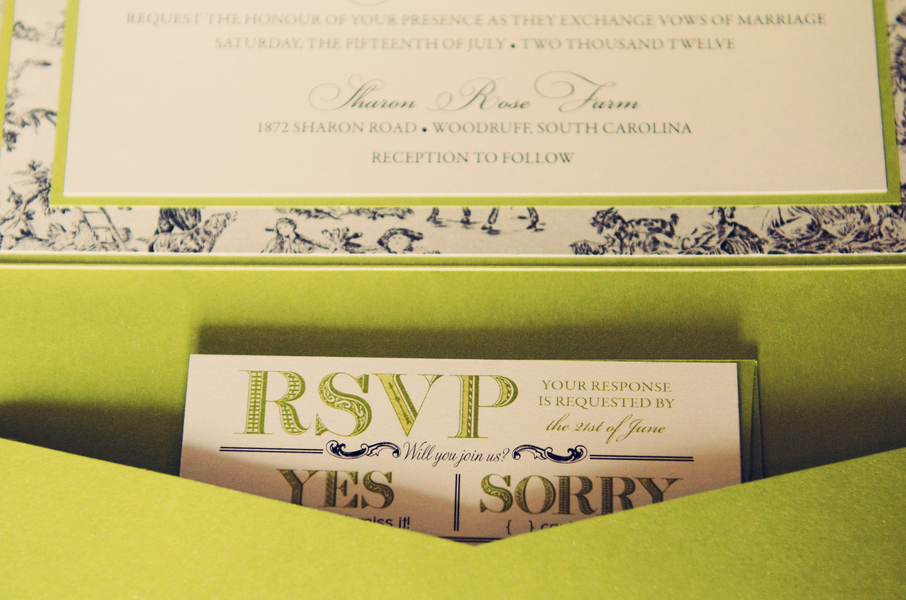 REQUEST THE HONOUR OF YOUR PRESENCE AS THEY EXCHANGE VOWS OF MARRIAGE
SATURDAY, THE FIFTEENTH OF JULY • TWO THOUSAND TWELVE
Sharon Rose Farm
1872 SHARON ROAD • WOODRUFF, SOUTH CAROLINA
RECEPTION TO FOLLOW
RSVP
YOUR RESPONSE
IS REQUESTED BY
the 21st of June
Will you join us?
YES
SORRY
it!
{ }